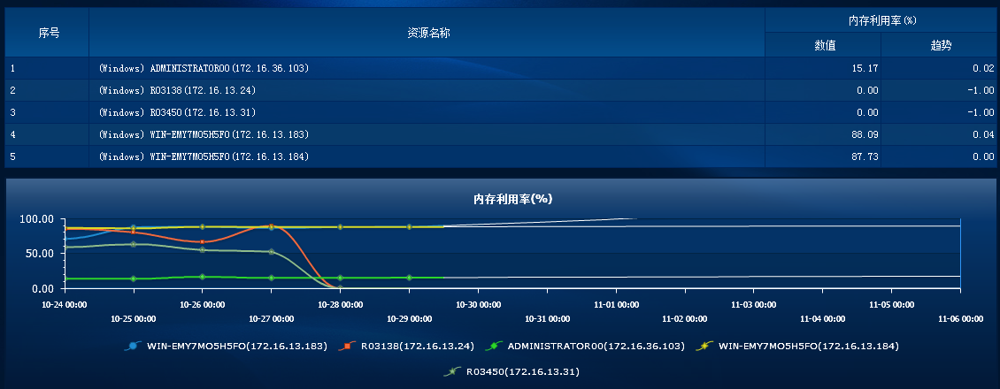 序号 资源名称 内存利用率(%)
数值 趋势
1 (Windows) ADMINISTRATOR00(172.16.36.103) 15.17 0.02
2 (Windows) R03138(172.16.13.24) 0.00 -1.00
3 (Windows) R03450(172.16.13.31) 0.00 -1.00
4 (Windows) WIN-EMY7MO5H5FO(172.16.13.183) 88.09 0.04
5 (Windows) WIN-EMY7MO5H5FO(172.16.13.184) 87.73 0.00
内存利用率(%)
100.00
50.00
0.00
10-24 00:00 10-26 00:00 10-28 00:00 10-30 00:00 11-01 00:00 11-03 00:00 11-05 00:00
10-25 00:00 10-27 00:00 10-29 00:00 10-31 00:00 11-02 00:00 11-04 00:00 11-06 00:00
WIN-EMY7MO5H5FO(172.16.13.183) R03138(172.16.13.24) ADMINISTRATOR00(172.16.36.103) WIN-EMY7MO5H5FO(172.16.13.184)
R03450(172.16.13.31)